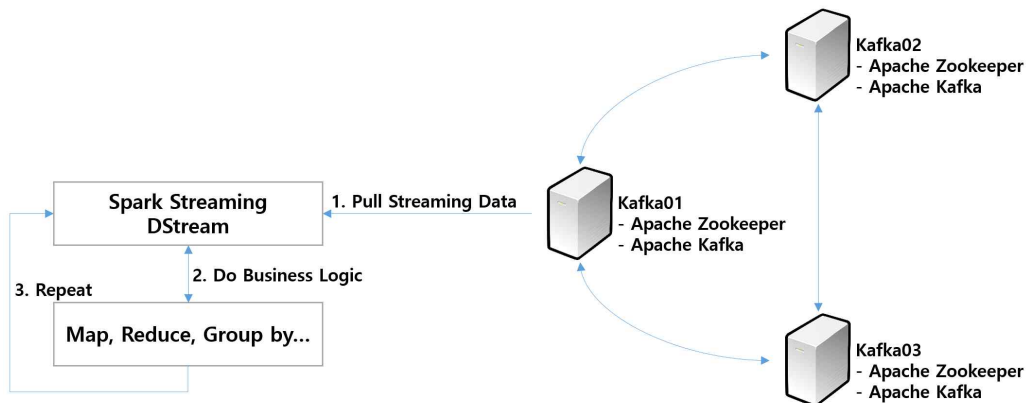 Kafka02
- Apache Zookeeper
- Apache Kafka
Spark Streaming
DStream
1. Pull Streaming Data
Kafka01
- Apache Zookeeper
- Apache Kafka
2. Do Business Logic
3. Repeat
Map, Reduce, Group by...
Kafka03
- Apache Zookeeper
- Apache Kafka